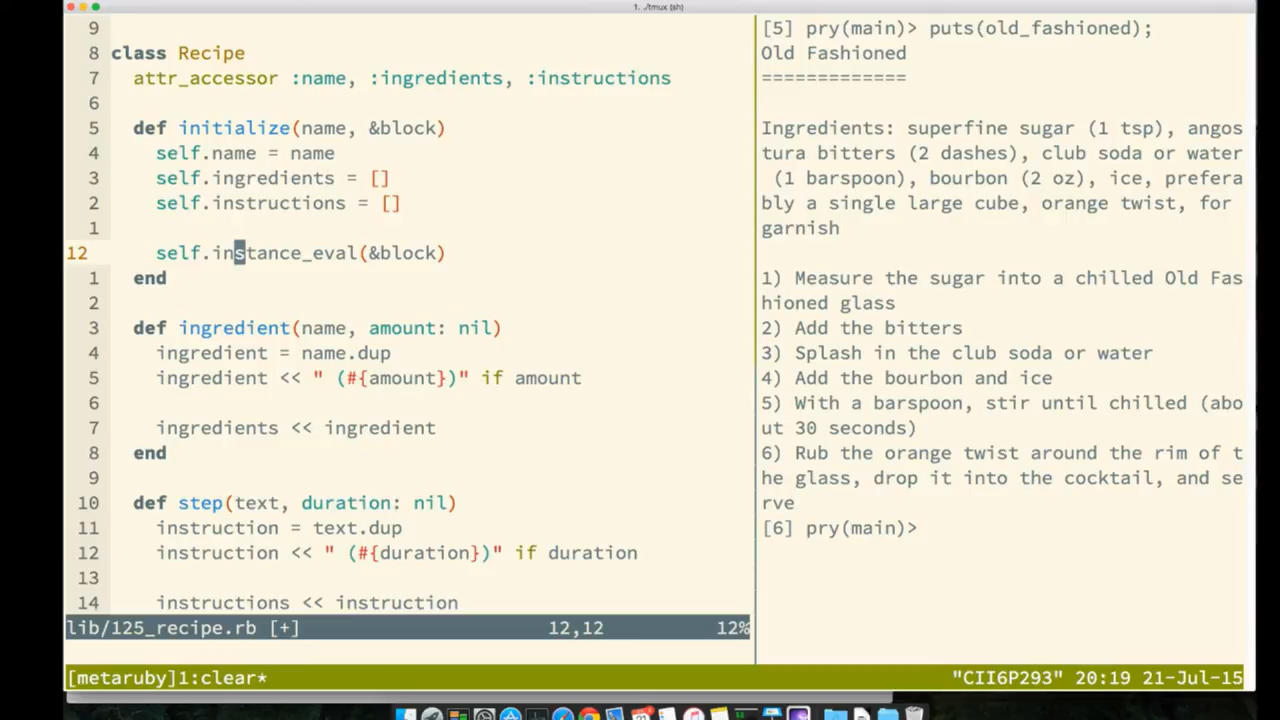 1. ./tmux (sh)
9
8 class Recipe
7 attr_accessor :name, :ingredients, :instructions
6
5 def initialize(name, &block)
4 self.name = name
3 self.ingredients = []
2 self.instructions = []
1
12 self.instance_eval(&block)
1 end
2
3 def ingredient(name, amount: nil)
4 ingredient = name.dup
5 ingredient << " (#{amount})" if amount
6
7 ingredients << ingredient
8 end
9
10 def step(text, duration: nil)
11 instruction = text.dup
12 instruction << " (#{duration})" if duration
13
14 instructions << instruction
lib/125_recipe.rb [+] 12,12 12%
[5] pry(main)> puts(old_fashioned);
Old Fashioned
=============
Ingredients: superfine sugar (1 tsp), angos
tura bitters (2 dashes), club soda or water
(1 barspoon), bourbon (2 oz), ice, prefera
bly a single large cube, orange twist, for
garnish
1) Measure the sugar into a chilled Old Fas
hioned glass
2) Add the bitters
3) Splash in the club soda or water
4) Add the bourbon and ice
5) With a barspoon, stir until chilled (abo
ut 30 seconds)
6) Rub the orange twist around the rim of t
he glass, drop it into the cocktail, and se
rve
[6] pry(main)>
[metaruby]1:clear* "CII6P293" 20:19 21-Jul-15